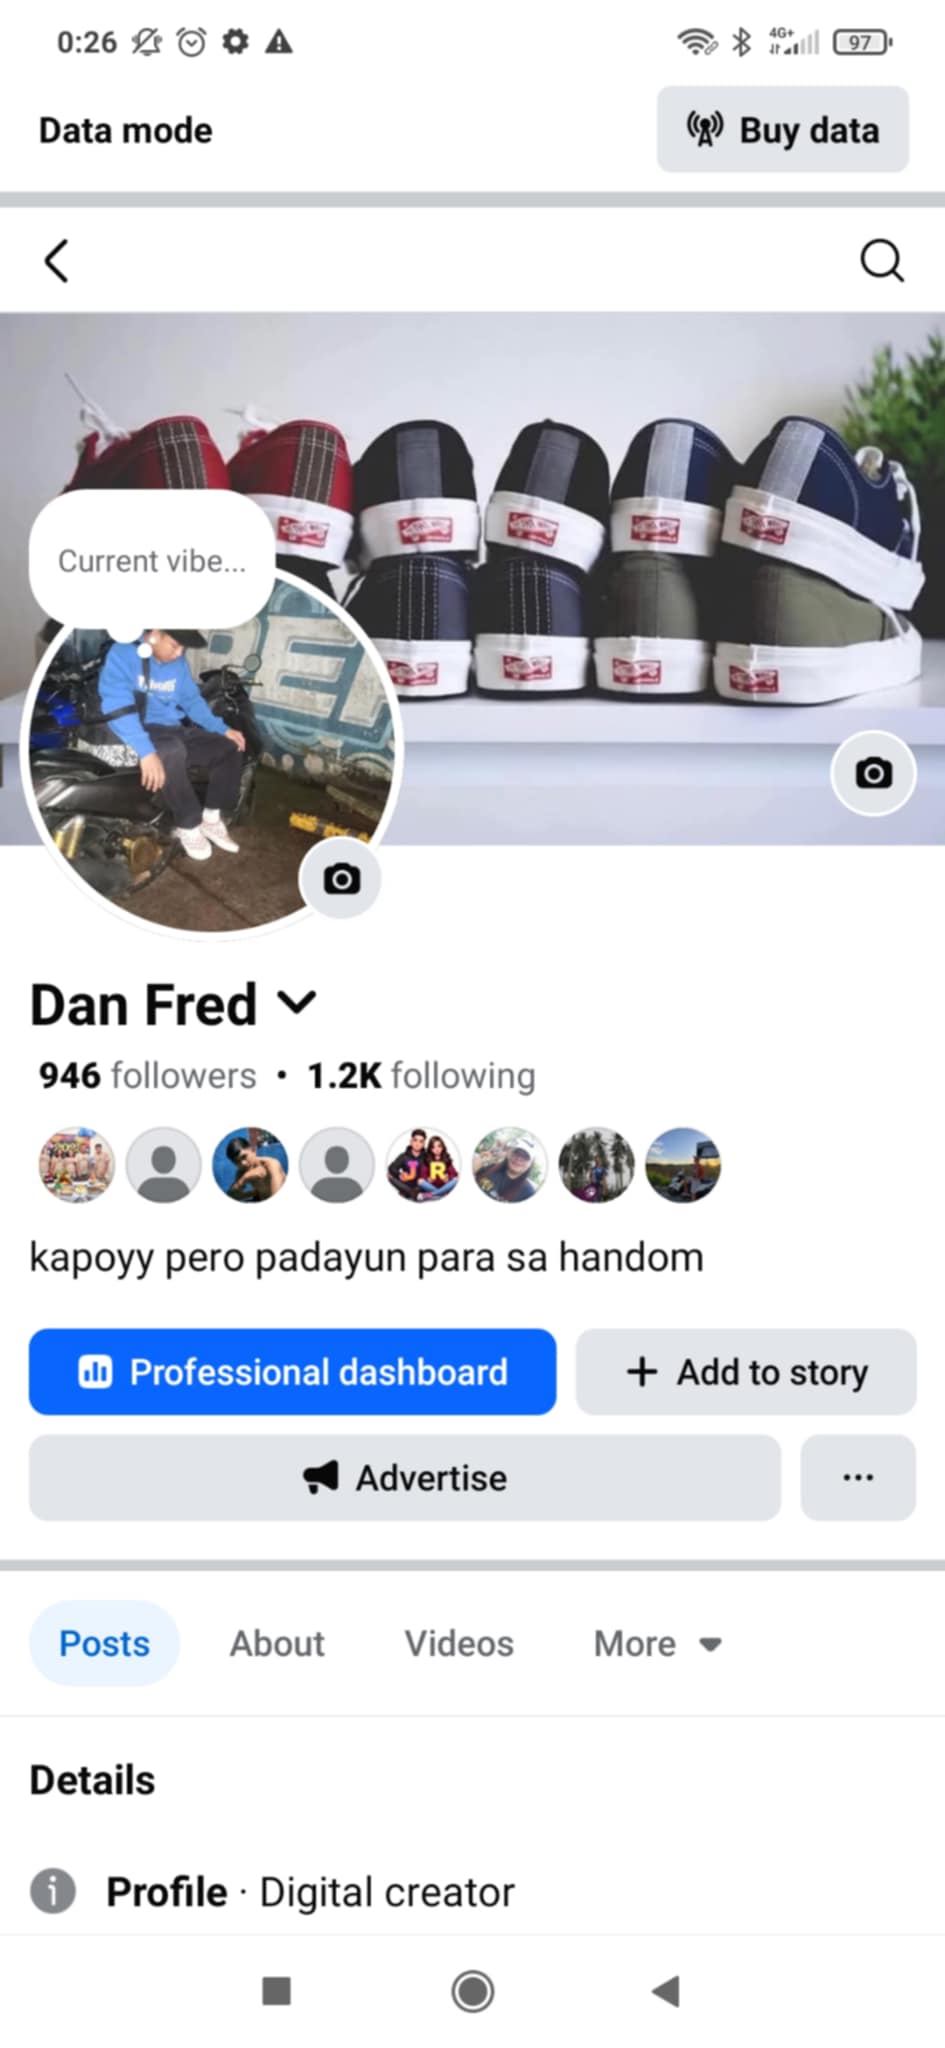 0:26
4G+
97
Data mode
Buy data
Current vibe...
Dan Fred
946 followers • 1.2K following
kapoyy pero padayun para sa handom
Professional dashboard
+ Add to story
Advertise
Posts
About
Videos
More
Details
Profile · Digital creator